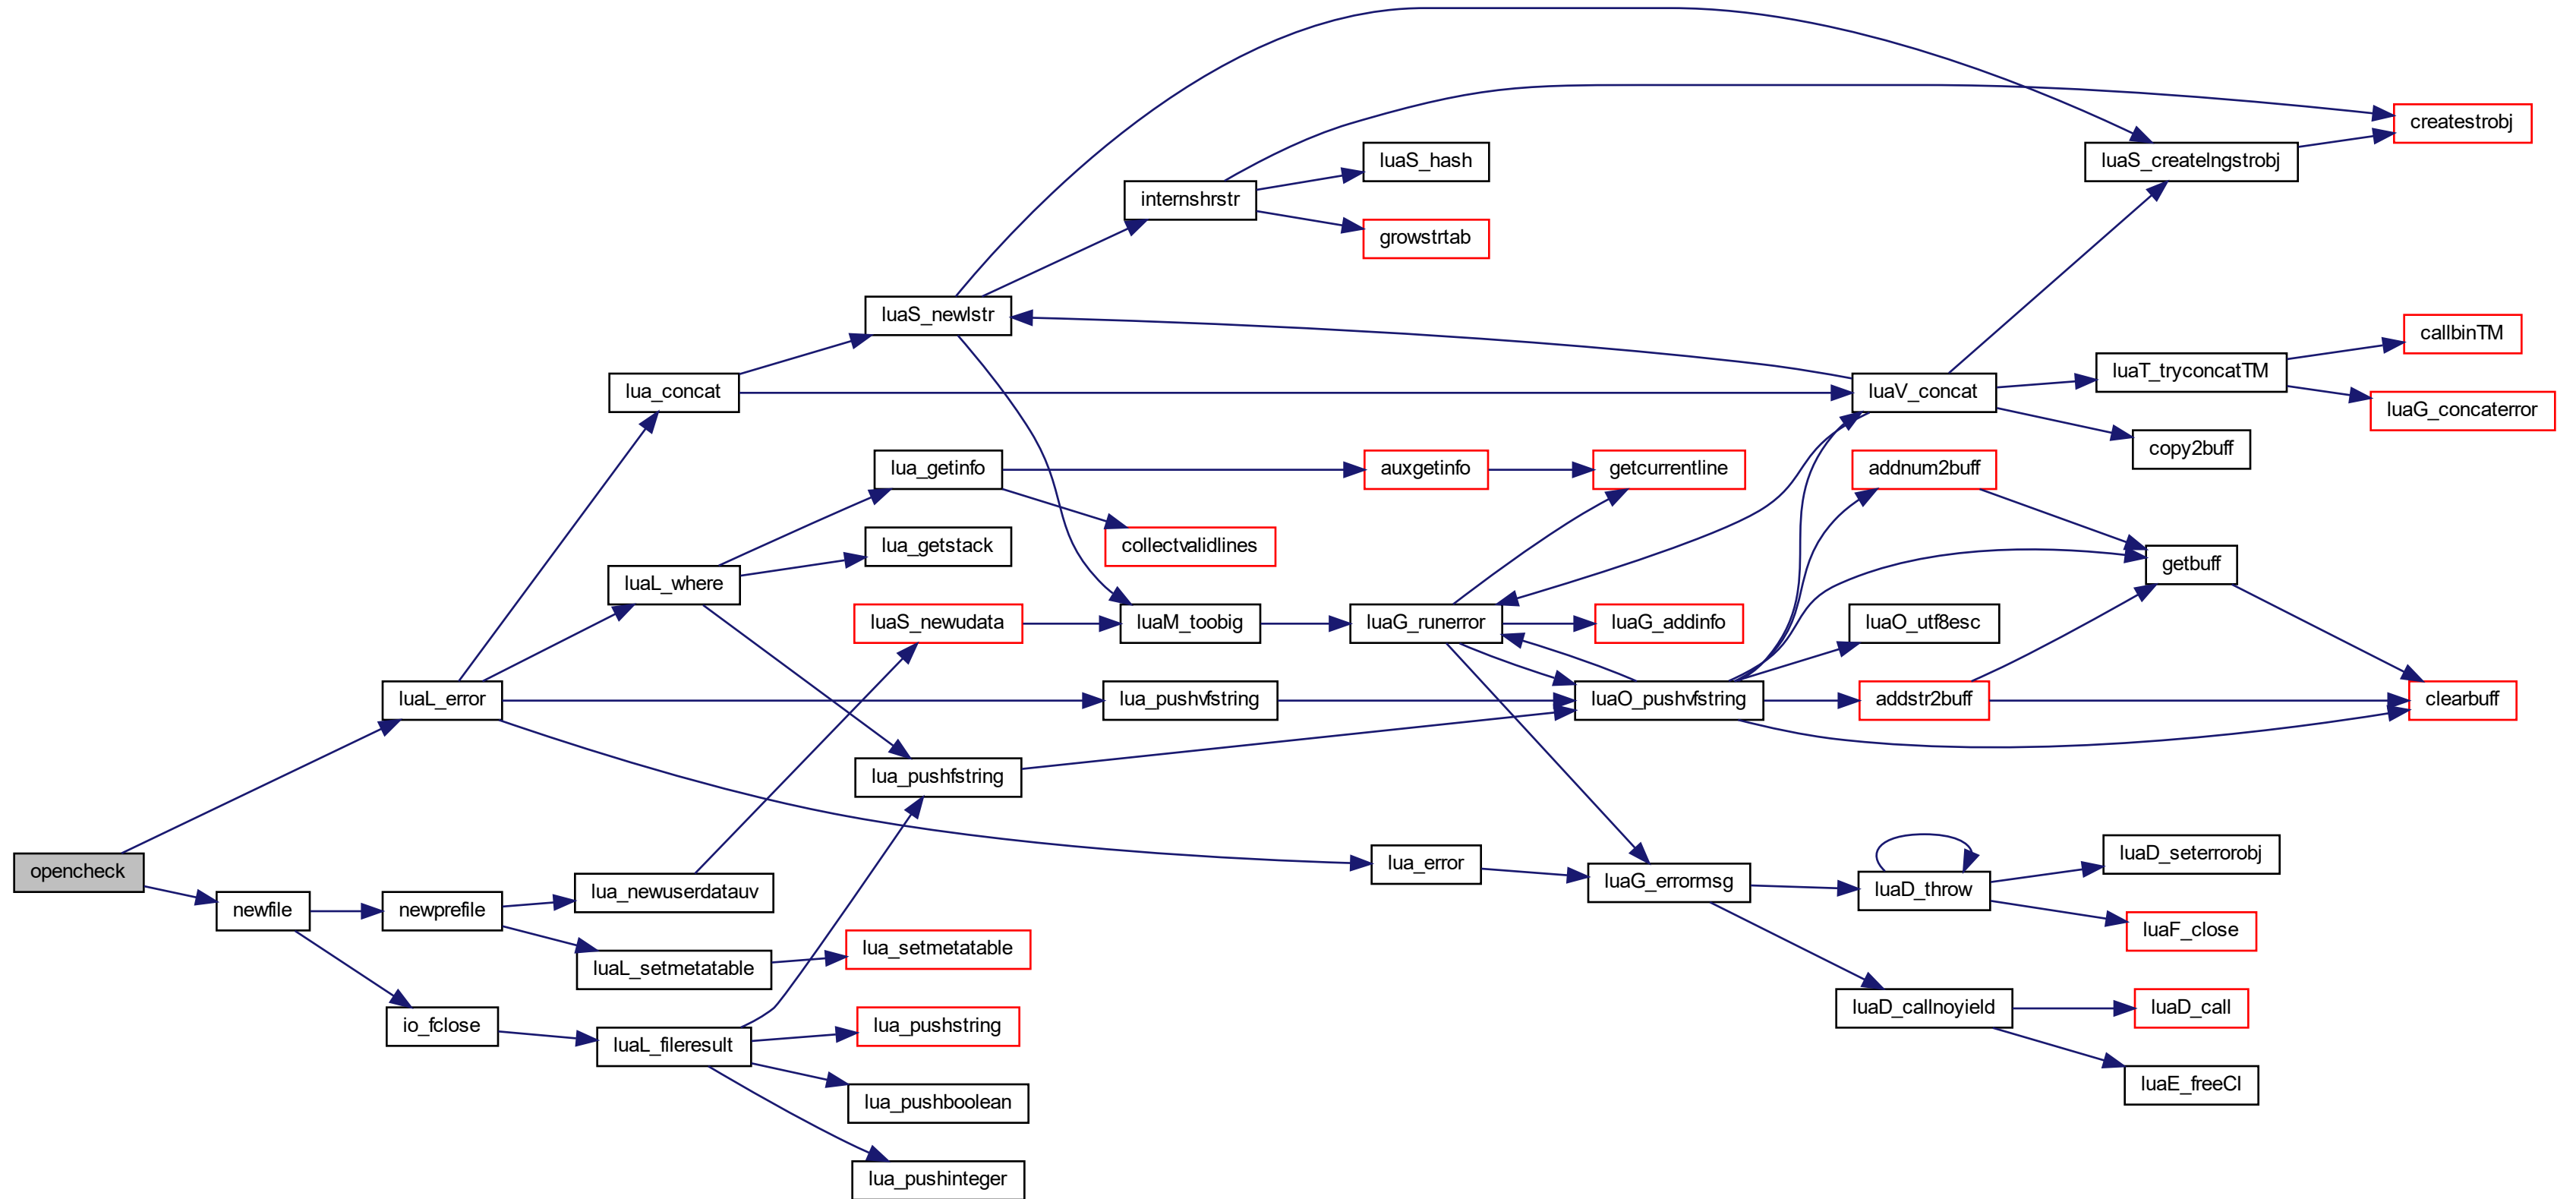 createstrobj
luaS_hash
luaS_createlngstrobj
internshrstr
growstrtab
luaS_newlstr
callbinTM
luaT_tryconcatTM
lua_concat
luaV_concat
luaG_concaterror
copy2buff
lua_getinfo
auxgetinfo
getcurrentline
addnum2buff
lua_getstack
collectvalidlines
getbuff
luaL_where
luaS_newudata
luaM_toobig
luaG_runerror
luaG_addinfo
luaO_utf8esc
luaL_error
lua_pushvfstring
luaO_pushvfstring
addstr2buff
clearbuff
lua_pushfstring
opencheck
lua_error
luaD_seterrorobj
newfile
newprefile
lua_newuserdatauv
luaG_errormsg
luaD_throw
luaF_close
luaL_setmetatable
lua_setmetatable
io_fclose
luaL_fileresult
lua_pushstring
luaD_callnoyield
luaD_call
lua_pushboolean
luaE_freeCI
lua_pushinteger